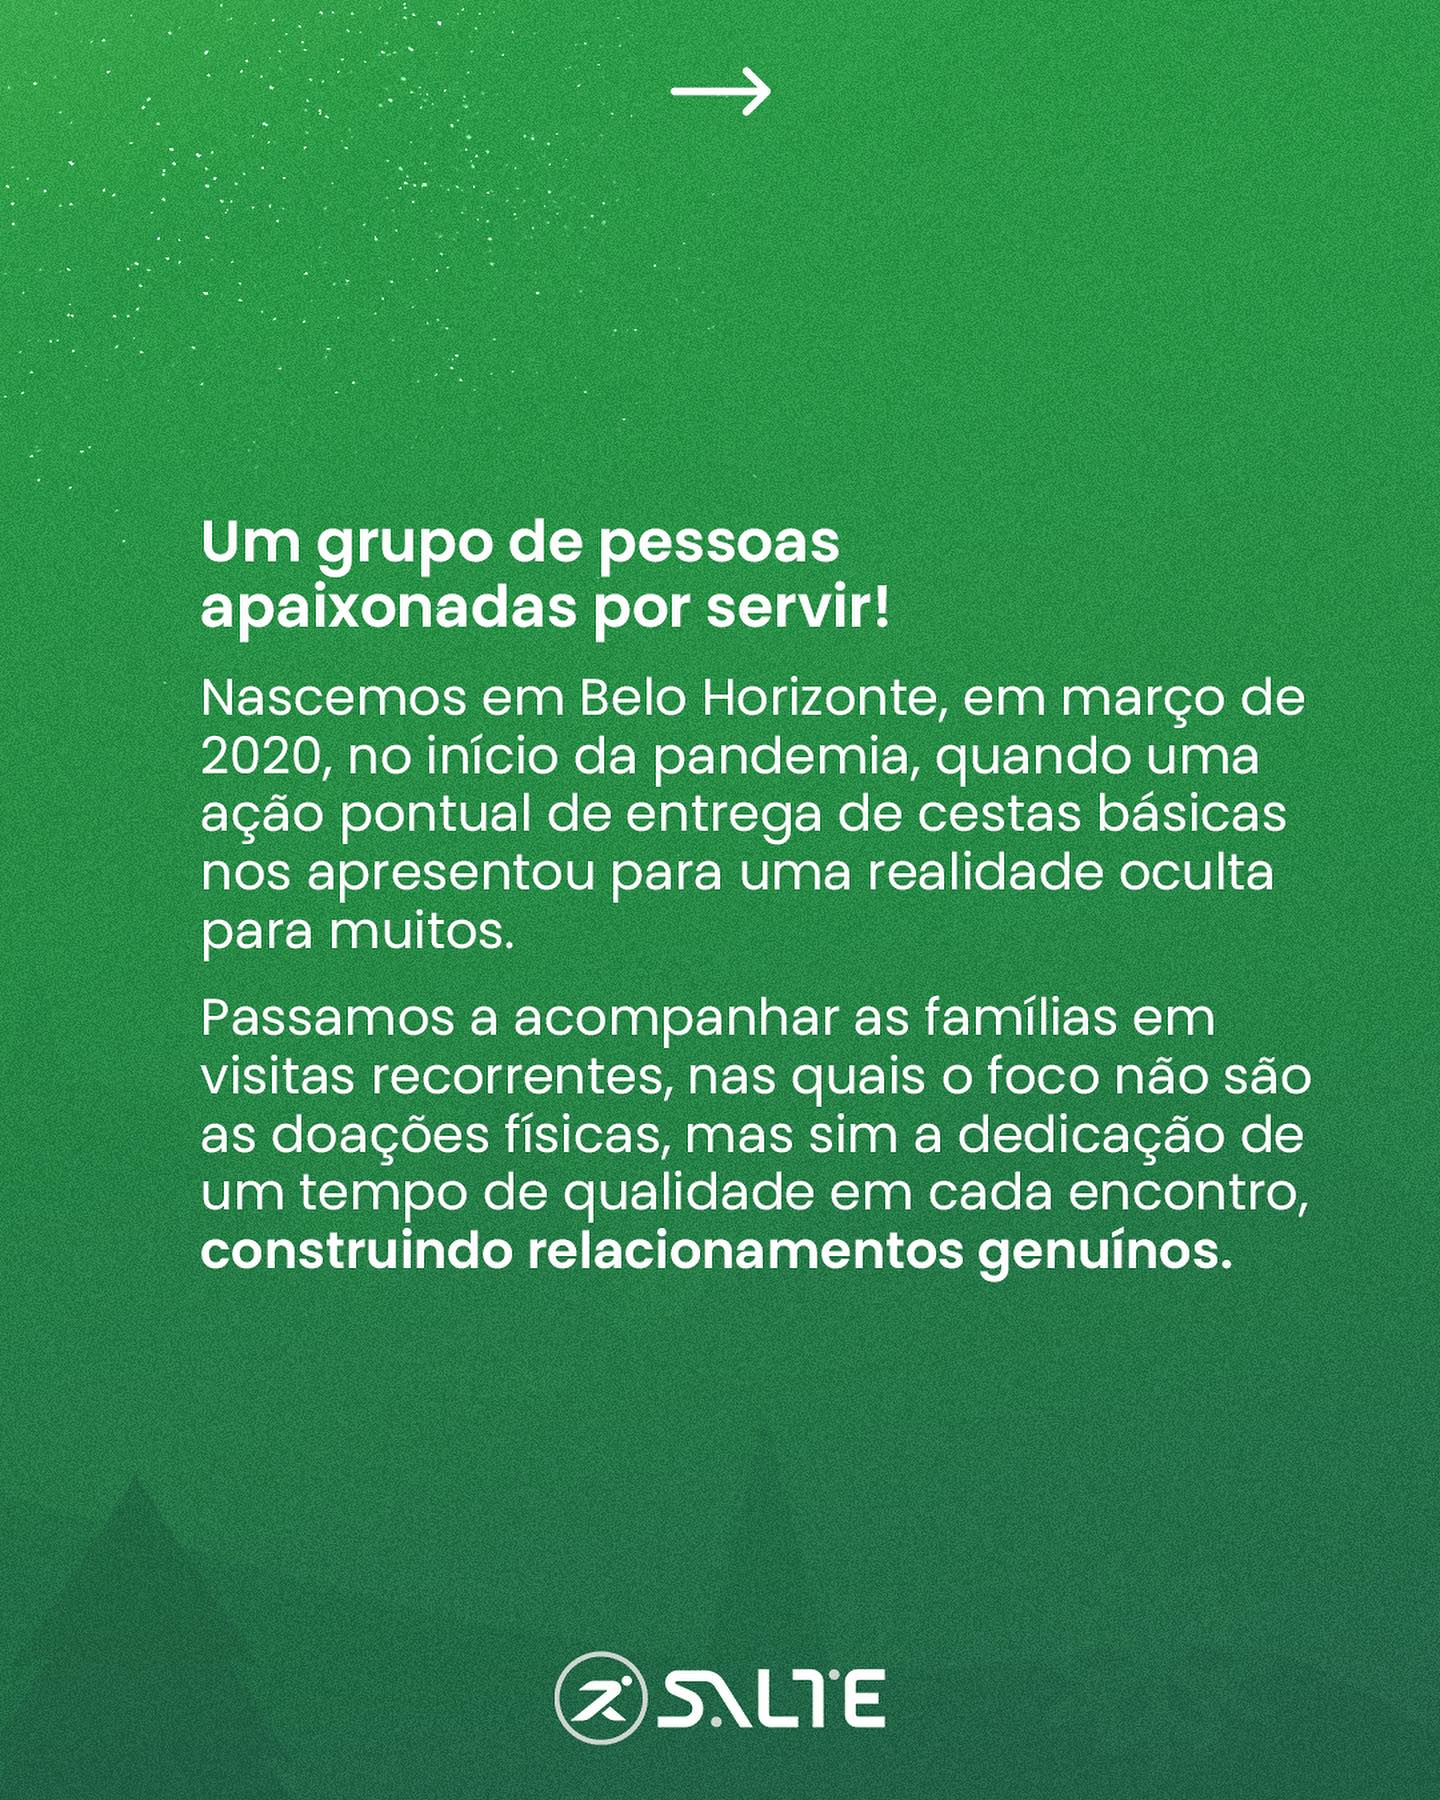 Um grupo de pessoas
apaixonadas por servir!
Nascemos em Belo Horizonte, em março de
2020, no início da pandemia, quando uma
ação pontual de entrega de cestas básicas
nos apresentou para uma realidade oculta
para muitos.
Passamos a acompanhar as famílias em
visitas recorrentes, nas quais o foco não são
as doações físicas, mas sim a dedicação de
um tempo de qualidade em cada encontro,
construindo relacionamentos genuínos.
SALTE